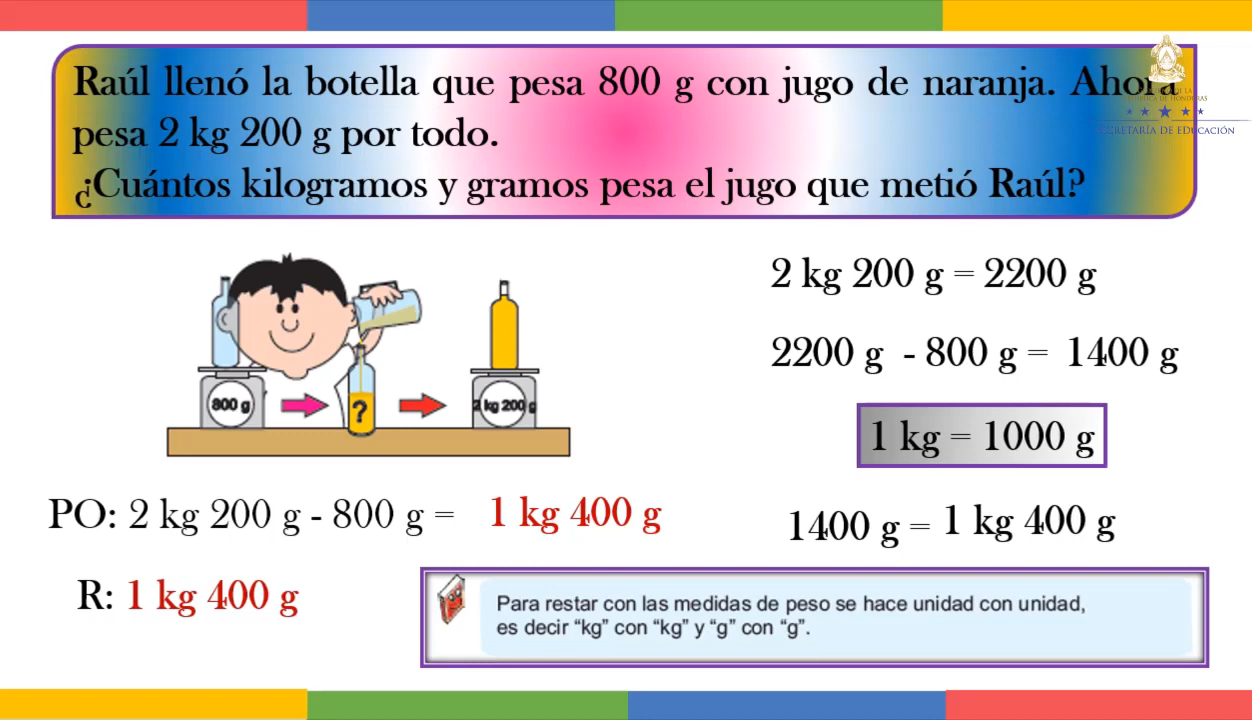 Raúl llenó la botella que pesa 800 g con jugo de naranja. Ahora
pesa 2 kg 200 g por todo.
¿Cuántos kilogramos y gramos pesa el jugo que metió Raúl?
DE LA
DE HONDURAS
SECRETARÍA DE EDUCACIÓN
800 g
?
2 kg 200 g
2 kg 200 g = 2200 g
2200 g - 800 g = 1400 g
1 kg = 1000 g
1400 g = 1 kg 400 g
PO: 2 kg 200 g - 800 g = 1 kg 400 g
R: 1 kg 400 g
Para restar con las medidas de peso se hace unidad con unidad,
es decir “kg” con “kg” y “g” con “g”.